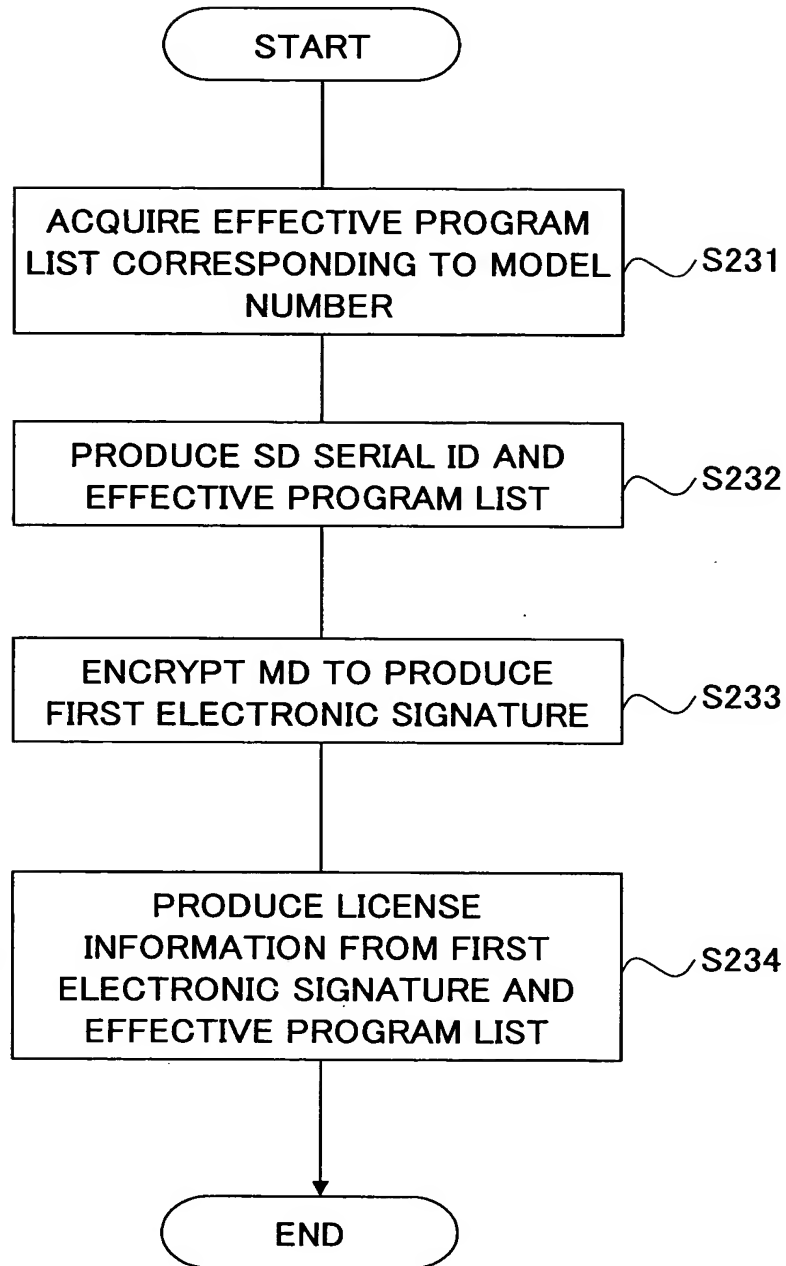 START
ACQUIRE EFFECTIVE PROGRAM
LIST CORRESPONDING TO MODEL
NUMBER
S231
PRODUCE SD SERIAL ID AND
EFFECTIVE PROGRAM LIST
S232
ENCRYPT MD TO PRODUCE
FIRST ELECTRONIC SIGNATURE
S233
PRODUCE LICENSE
INFORMATION FROM FIRST
ELECTRONIC SIGNATURE AND
EFFECTIVE PROGRAM LIST
S234
END